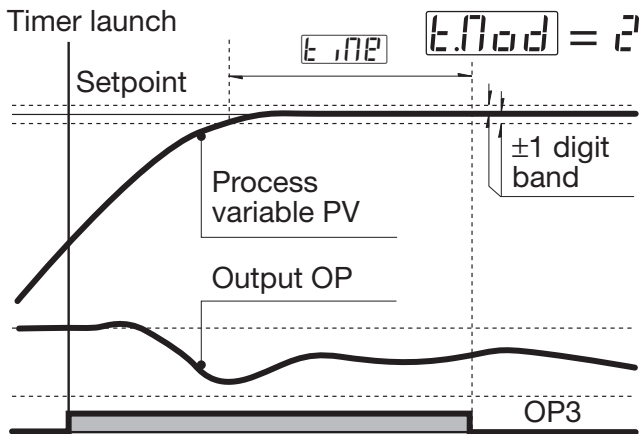 Timer launch
t.iME
t.Mod = 2
Setpoint
±1 digit
band
Process
variable PV
Output OP
OP3